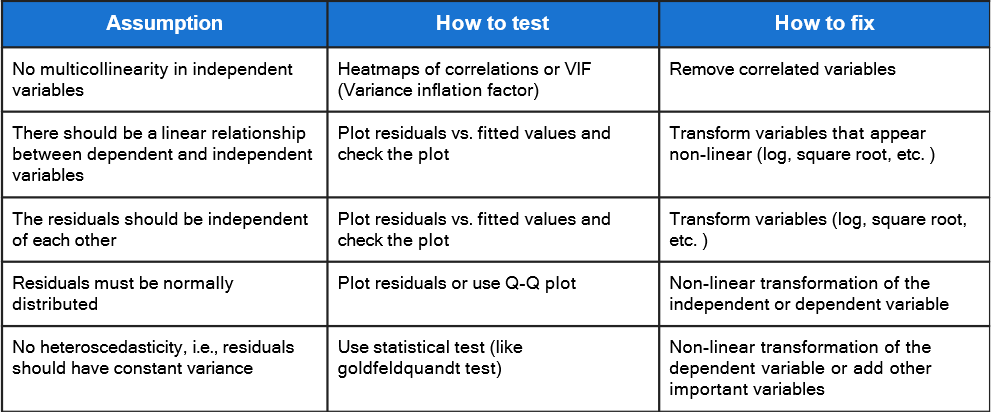 Assumption
How to test
How to fix
No multicollinearity in independent
variables
Heatmaps of correlations or VIF
(Variance inflation factor)
Remove correlated variables
There should be a linear relationship
between dependent and independent
variables
Plot residuals vs. fitted values and
check the plot
Transform variables that appear
non-linear (log, square root, etc. )
The residuals should be independent
of each other
Plot residuals vs. fitted values and
check the plot
Transform variables (log, square root,
etc. )
Residuals must be normally
distributed
Plot residuals or use Q-Q plot
Non-linear transformation of the
independent or dependent variable
No heteroscedasticity, i.e., residuals
should have constant variance
Use statistical test (like
goldfeldquandt test)
Non-linear transformation of the
dependent variable or add other
important variables